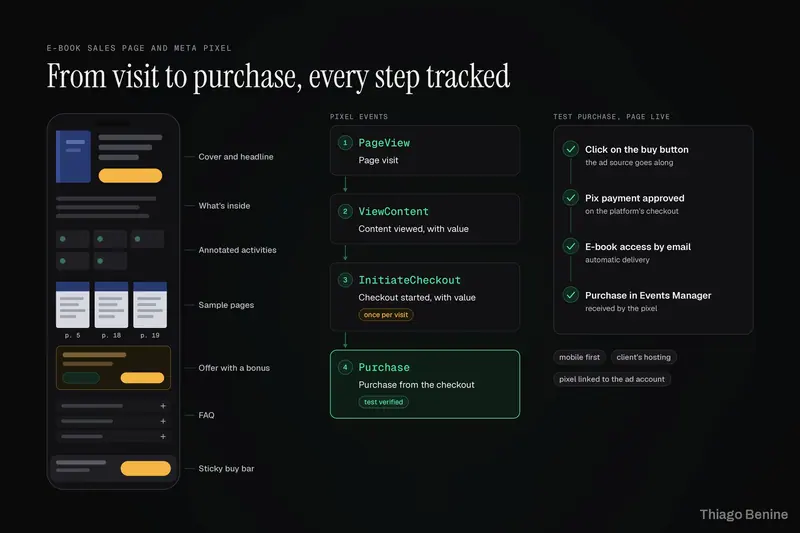 E-BOOK SALES PAGE AND META PIXEL
From visit to purchase, every step tracked
Cover and headline
What's inside
Annotated activities
Sample pages
p. 5
p. 18
p. 19
Offer with a bonus
FAQ
Sticky buy bar
PIXEL EVENTS
1
PageView
Page visit
2
ViewContent
Content viewed, with value
3
InitiateCheckout
Checkout started, with value
once per visit
4
Purchase
Purchase from the checkout
test verified
TEST PURCHASE, PAGE LIVE
Click on the buy button
the ad source goes along
Pix payment approved
on the platform's checkout
E-book access by email
automatic delivery
Purchase in Events Manager
received by the pixel
mobile first
client's hosting
pixel linked to the ad account
Thiago Benine